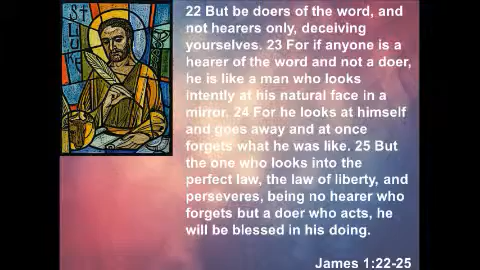 ST
LUKE
22 But be doers of the word, and
not hearers only, deceiving
yourselves. 23 For if anyone is a
hearer of the word and not a doer,
he is like a man who looks
intently at his natural face in a
mirror. 24 For he looks at himself
and goes away and at once
forgets what he was like. 25 But
the one who looks into the
perfect law, the law of liberty, and
perseveres, being no hearer who
forgets but a doer who acts, he
will be blessed in his doing.
James 1:22-25